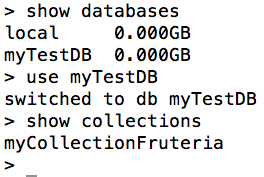 > show databases
local     0.000GB
myTestDB  0.000GB
> use myTestDB
switched to db myTestDB
> show collections
myCollectionFruteria
> _